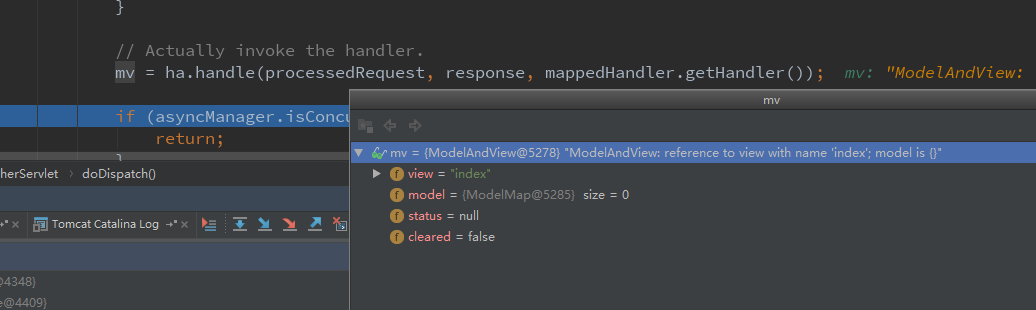 }
// Actually invoke the handler.
mv = ha.handle(processedRequest, response, mappedHandler.getHandler()); mv: "ModelAndView:
if (asyncManager.isConcu
return;
}
mv
mv = {ModelAndView@5278} "ModelAndView: reference to view with name 'index'; model is {}"
f view = "index"
f model = {ModelMap@5285} size = 0
f status = null
f cleared = false
herServlet › doDispatch()
Tomcat Catalina Log
@4348}
e@4409}